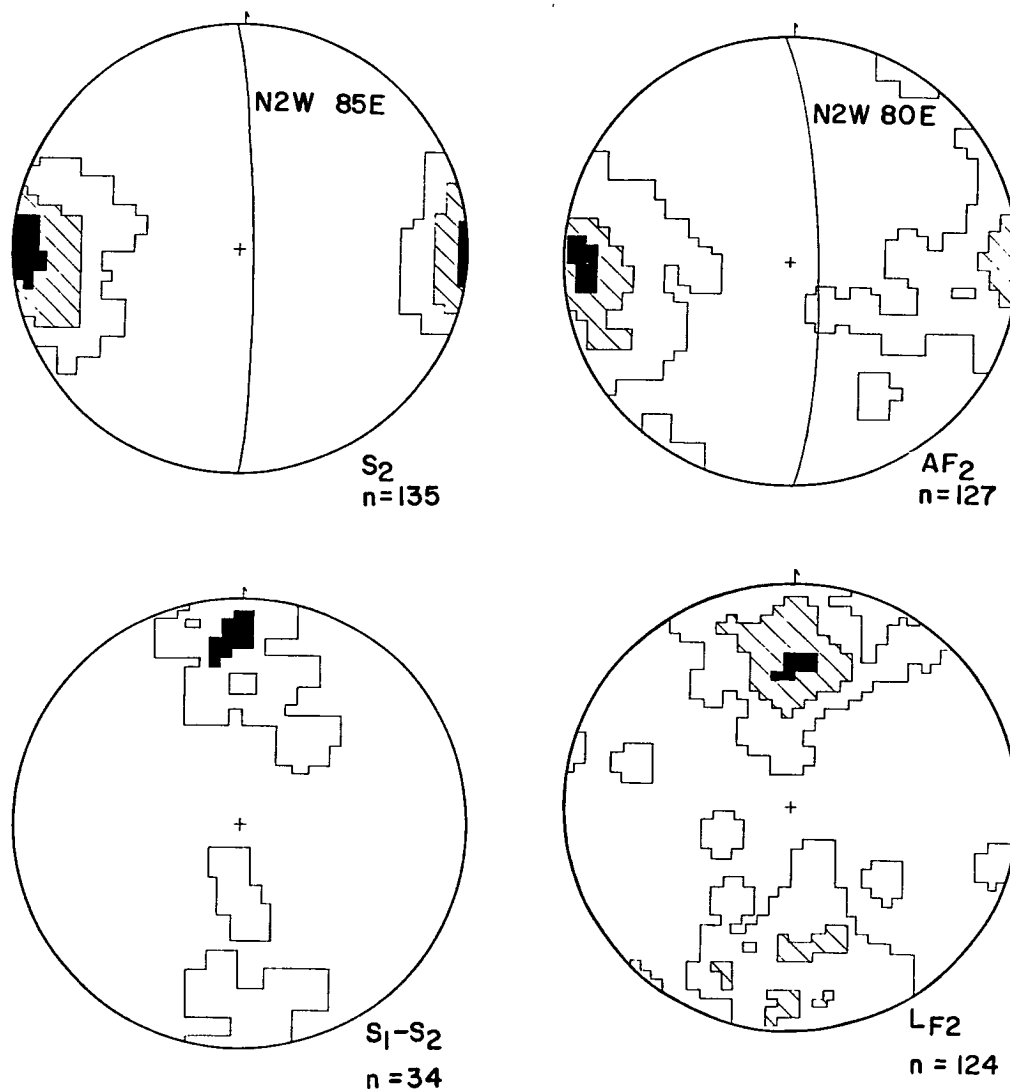 N2W 85E
S₂
n=135
N2W 80E
AF₂
n=127
S₁-S₂
n=34
LF2
n=124